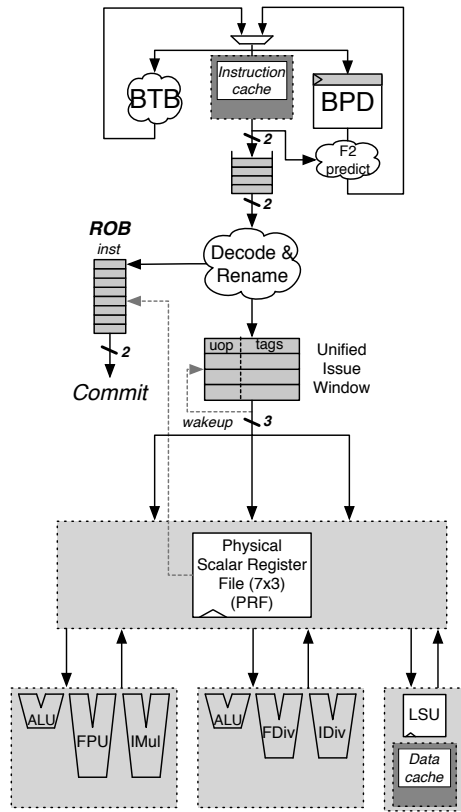 BTB
Instruction
cache
BPD
2
F2
predict
2
ROB
inst
Decode &
Rename
2
Commit
uop tags
Unified
Issue
Window
wakeup
3
Physical
Scalar Register
File (7x3)
(PRF)
ALU
FPU
IMul
ALU
FDiv
IDiv
LSU
Data
cache